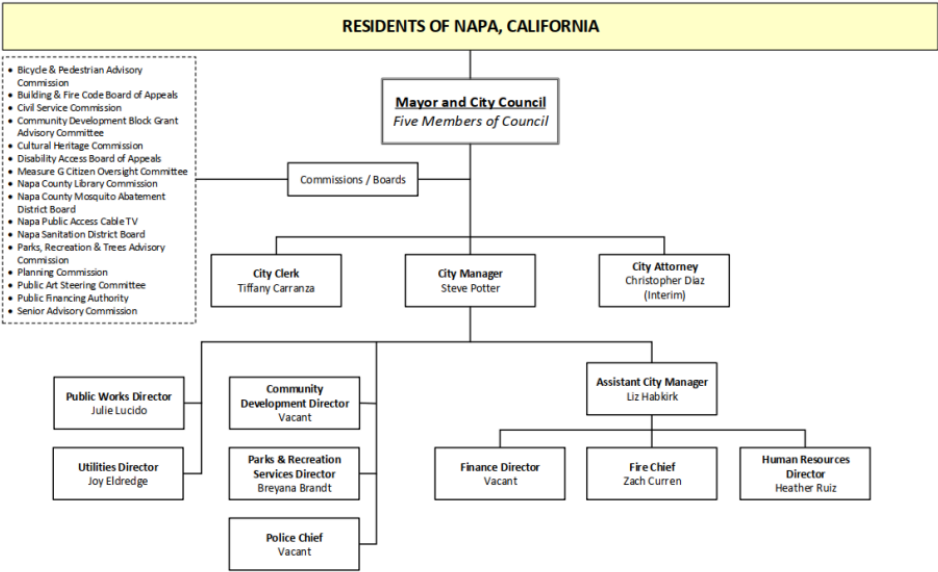 RESIDENTS OF NAPA, CALIFORNIA
• Bicycle & Pedestrian Advisory
Commission
• Building & Fire Code Board of Appeals
• Civil Service Commission
• Community Development Block Grant
Advisory Committee
• Cultural Heritage Commission
• Disability Access Board of Appeals
• Measure G Citizen Oversight Committee
• Napa County Library Commission
• Napa County Mosquito Abatement
District Board
• Napa Public Access Cable TV
• Napa Sanitation District Board
• Parks, Recreation & Trees Advisory
Commission
• Planning Commission
• Public Art Steering Committee
• Public Financing Authority
• Senior Advisory Commission
Mayor and City Council
Five Members of Council
Commissions / Boards
City Clerk
Tiffany Carranza
City Manager
Steve Potter
City Attorney
Christopher Diaz
(Interim)
Public Works Director
Julie Lucido
Utilities Director
Joy Eldredge
Community
Development Director
Vacant
Parks & Recreation
Services Director
Breyana Brandt
Police Chief
Vacant
Assistant City Manager
Liz Habkirk
Finance Director
Vacant
Fire Chief
Zach Curren
Human Resources
Director
Heather Ruiz